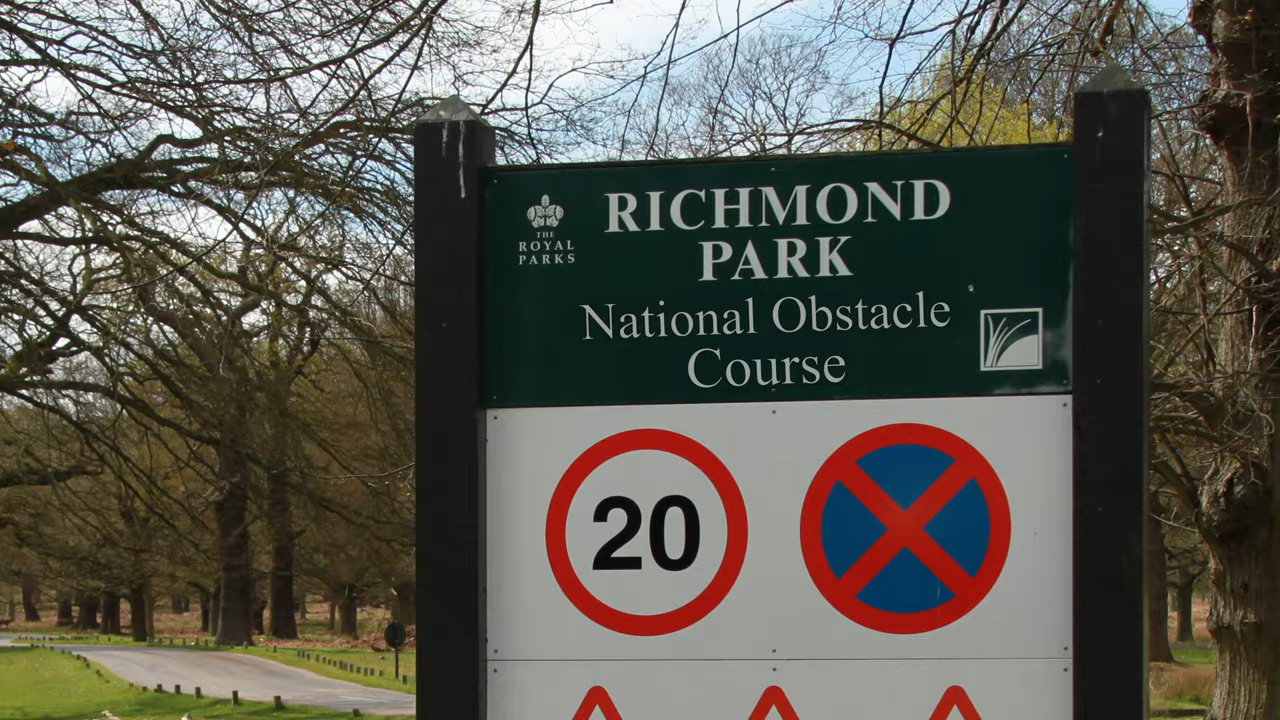 THE
ROYAL
PARKS
RICHMOND
PARK
National Obstacle
Course
20